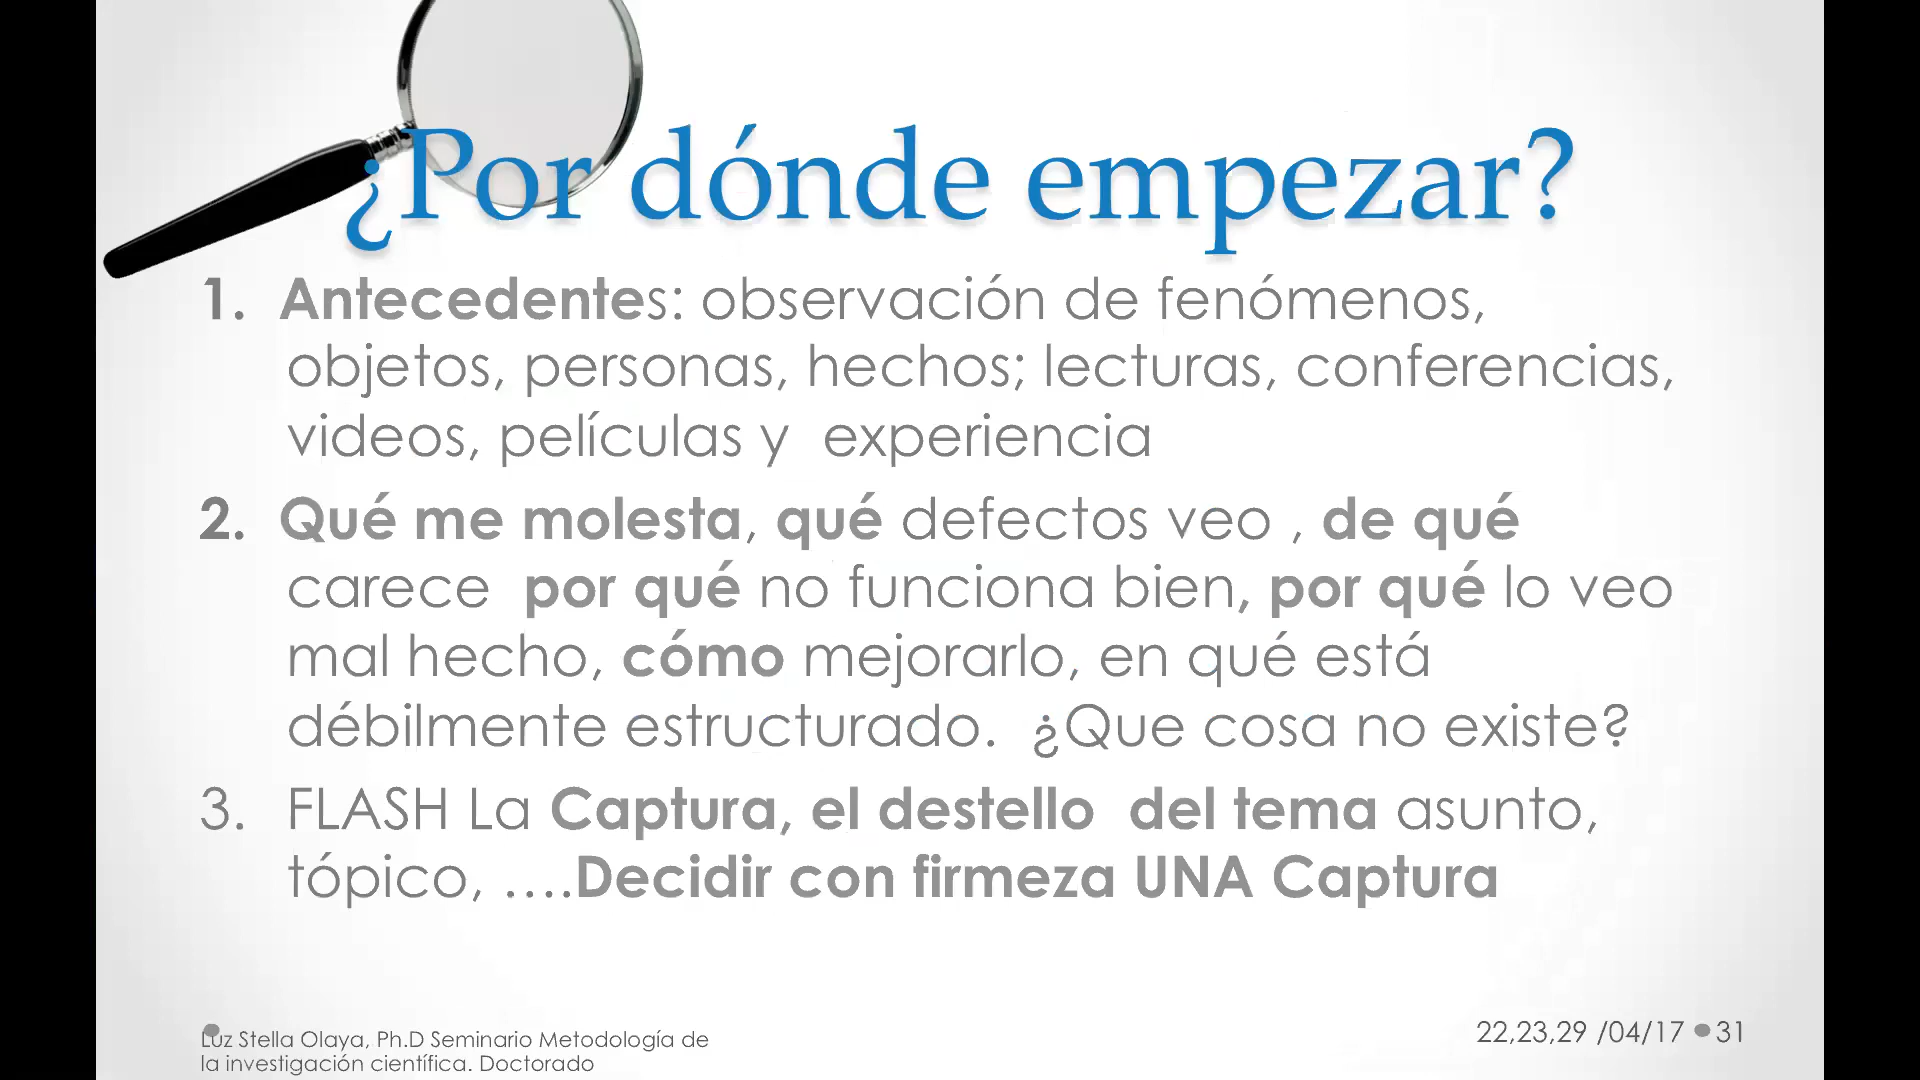 ¿Por dónde empezar?
1. Antecedentes: observación de fenómenos,
objetos, personas, hechos; lecturas, conferencias,
videos, películas y experiencia
2. Qué me molesta, qué defectos veo , de qué
carece por qué no funciona bien, por qué lo veo
mal hecho, cómo mejorarlo, en qué está
débilmente estructurado. ¿Que cosa no existe?
3. FLASH La Captura, el destello del tema asunto,
tópico, ....Decidir con firmeza UNA Captura
Luz Stella Olaya, Ph.D Seminario Metodología de
la investigación científica. Doctorado
22,23,29 /04/17 • 31